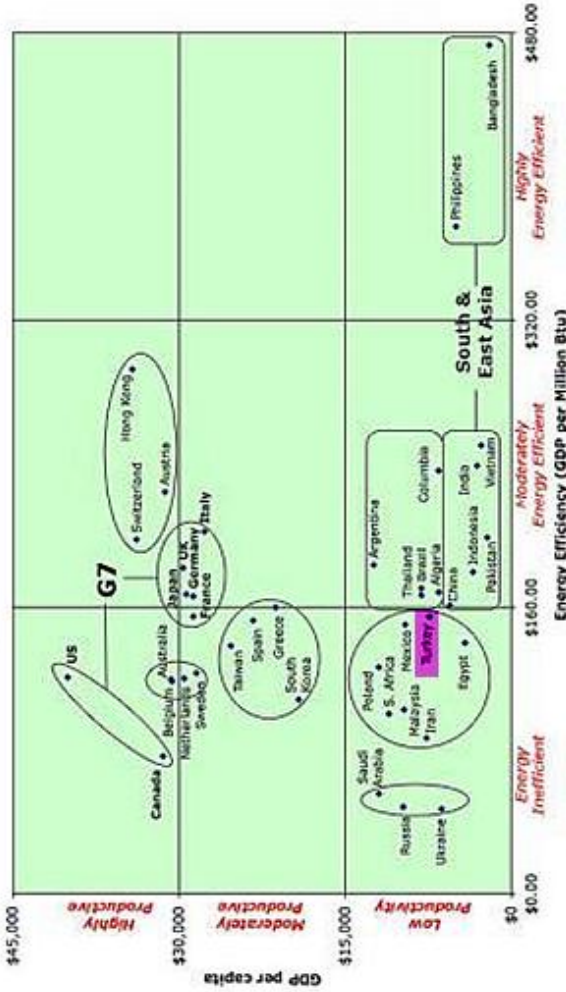 $45,000
$30,000
$15,000
$0
GDP per capita
Highly
Productive
Moderately
Productive
Low
Productivity
US
G7
Canada
Australia
Belgium
Netherlands
Sweden
Japan
UK
Germany
France
Italy
Switzerland
Austria
Hong Kong
Taiwan
Spain
Greece
South
Korea
Saudi
Arabia
Russia
Ukraine
Poland
S. Africa
Mexico
Malaysia
Turkey
Iran
Egypt
Argentina
Thailand
Brazil
Algeria
Columbia
China
Indonesia
India
Pakistan
Vietnam
South &
East Asia
Philippines
Bangladesh
$0.00
$160.00
$320.00
$480.00
Energy
Inefficient
Moderately
Energy Efficient
Highly
Energy Efficient
Energy Efficiency (GDP per Million Btu)